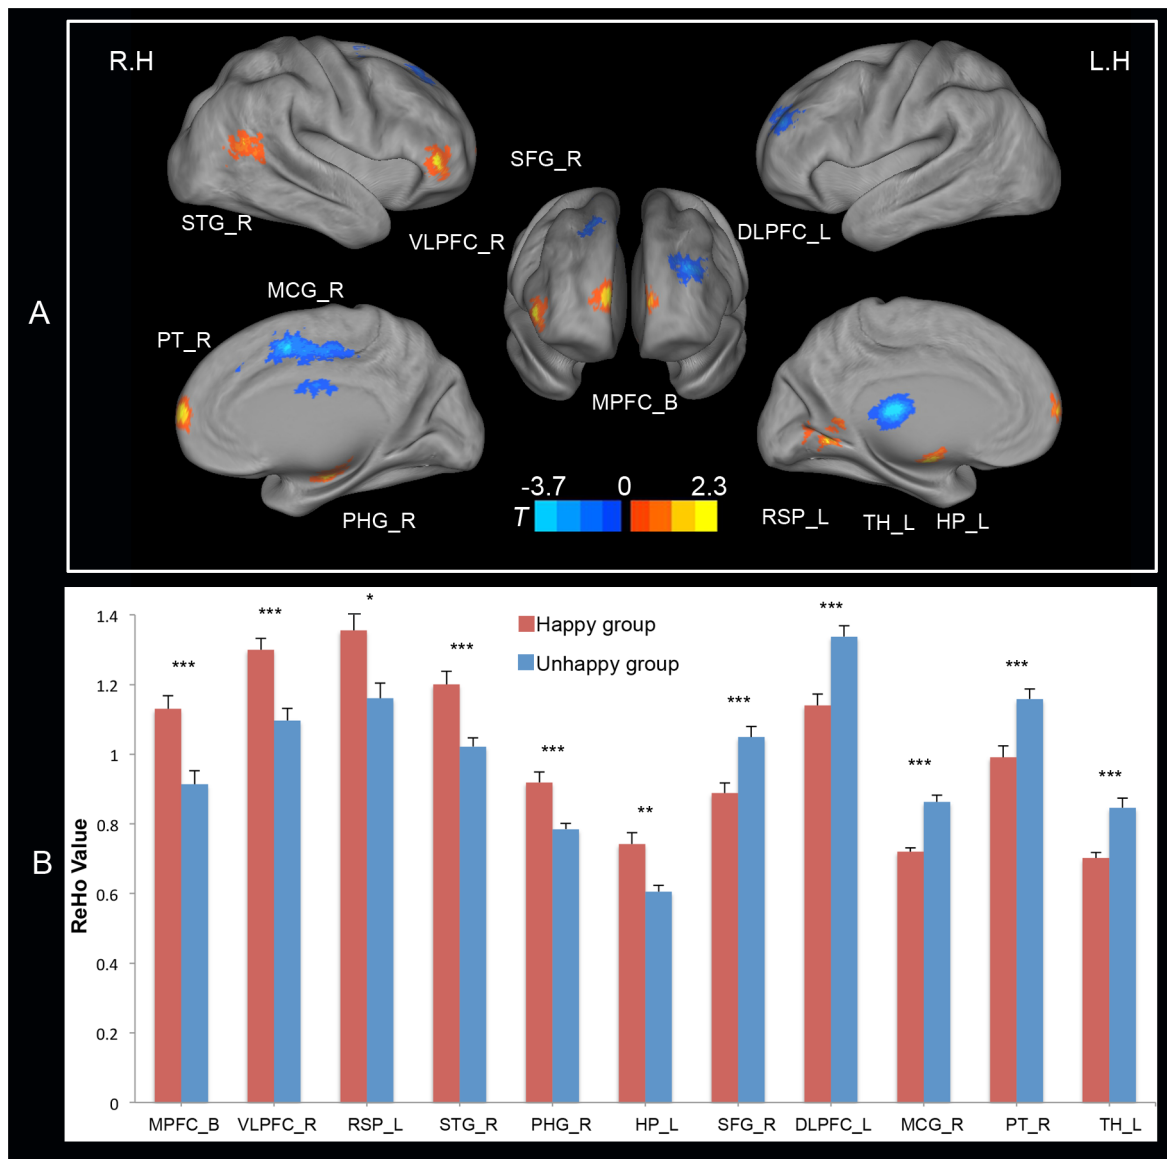 A
R.H
L.H
SFG_R
STG_R
VLPFC_R
DLPFC_L
MCG_R
PT_R
MPFC_B
-3.7 0 2.3
T
PHG_R
RSP_L
TH_L
HP_L
B
ReHo Value
1.4
1.2
1
0.8
0.6
0.4
0.2
0
Happy group
Unhappy group
***
***
*
***
***
**
***
***
***
***
***
MPFC_B VLPFC_R RSP_L STG_R PHG_R HP_L SFG_R DLPFC_L MCG_R PT_R TH_L